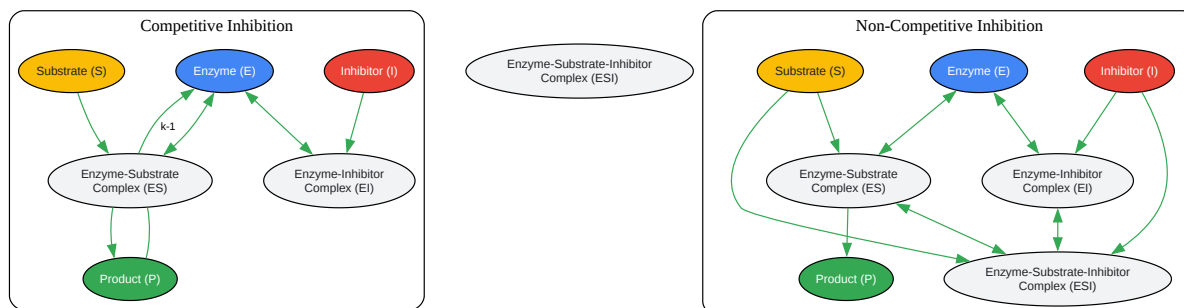 Competitive Inhibition
Substrate (S)
Enzyme (E)
Inhibitor (I)
k-1
Enzyme-Substrate
Complex (ES)
Enzyme-Inhibitor
Complex (EI)
Product (P)
Enzyme-Substrate-Inhibitor
Complex (ESI)
Non-Competitive Inhibition
Substrate (S)
Enzyme (E)
Inhibitor (I)
Enzyme-Substrate
Complex (ES)
Enzyme-Inhibitor
Complex (EI)
Product (P)
Enzyme-Substrate-Inhibitor
Complex (ESI)